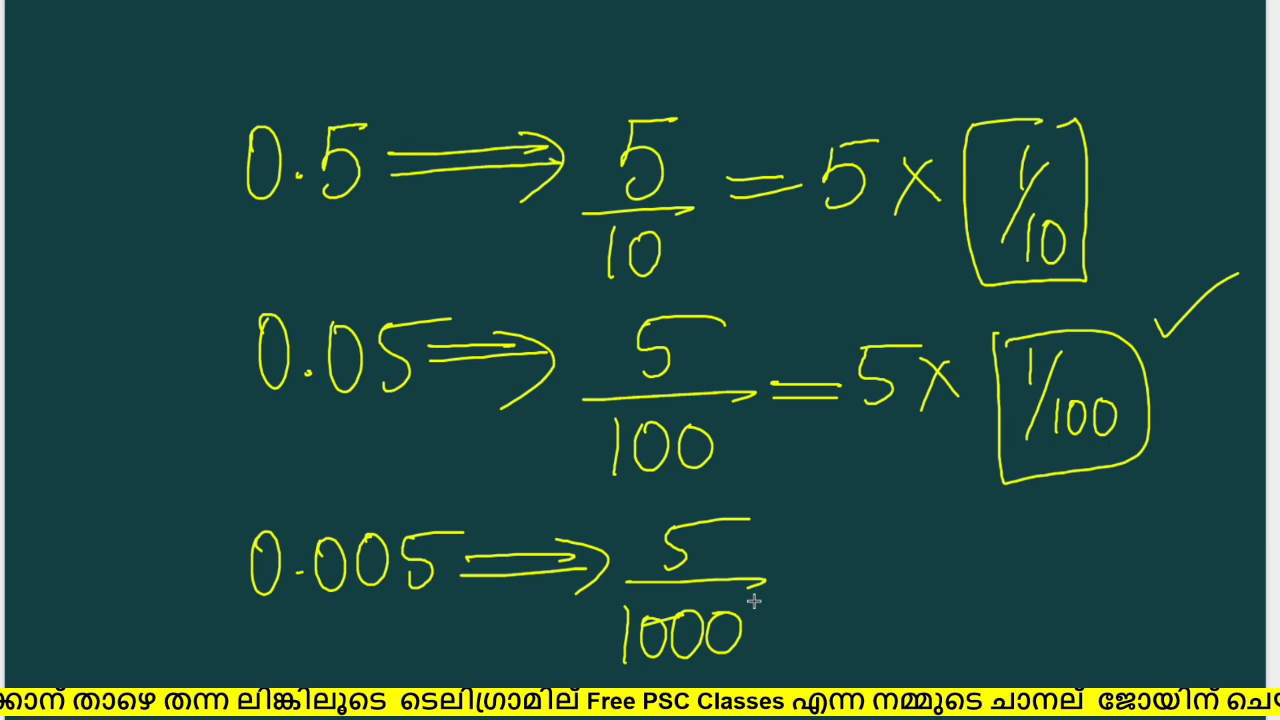 0.5 ⟹ 5/10 = 5 × 1/10
0.05 ⟹ 5/100 = 5 × 1/100 ✓
0.005 ⟹ 5/1000
ക്കാന് താഴെ തന്ന ലിങ്കിലൂടെ ടെലിഗ്രാമില് Free PSC Classes എന്ന നമ്മുടെ ചാനല് ജോയിന് ചെ